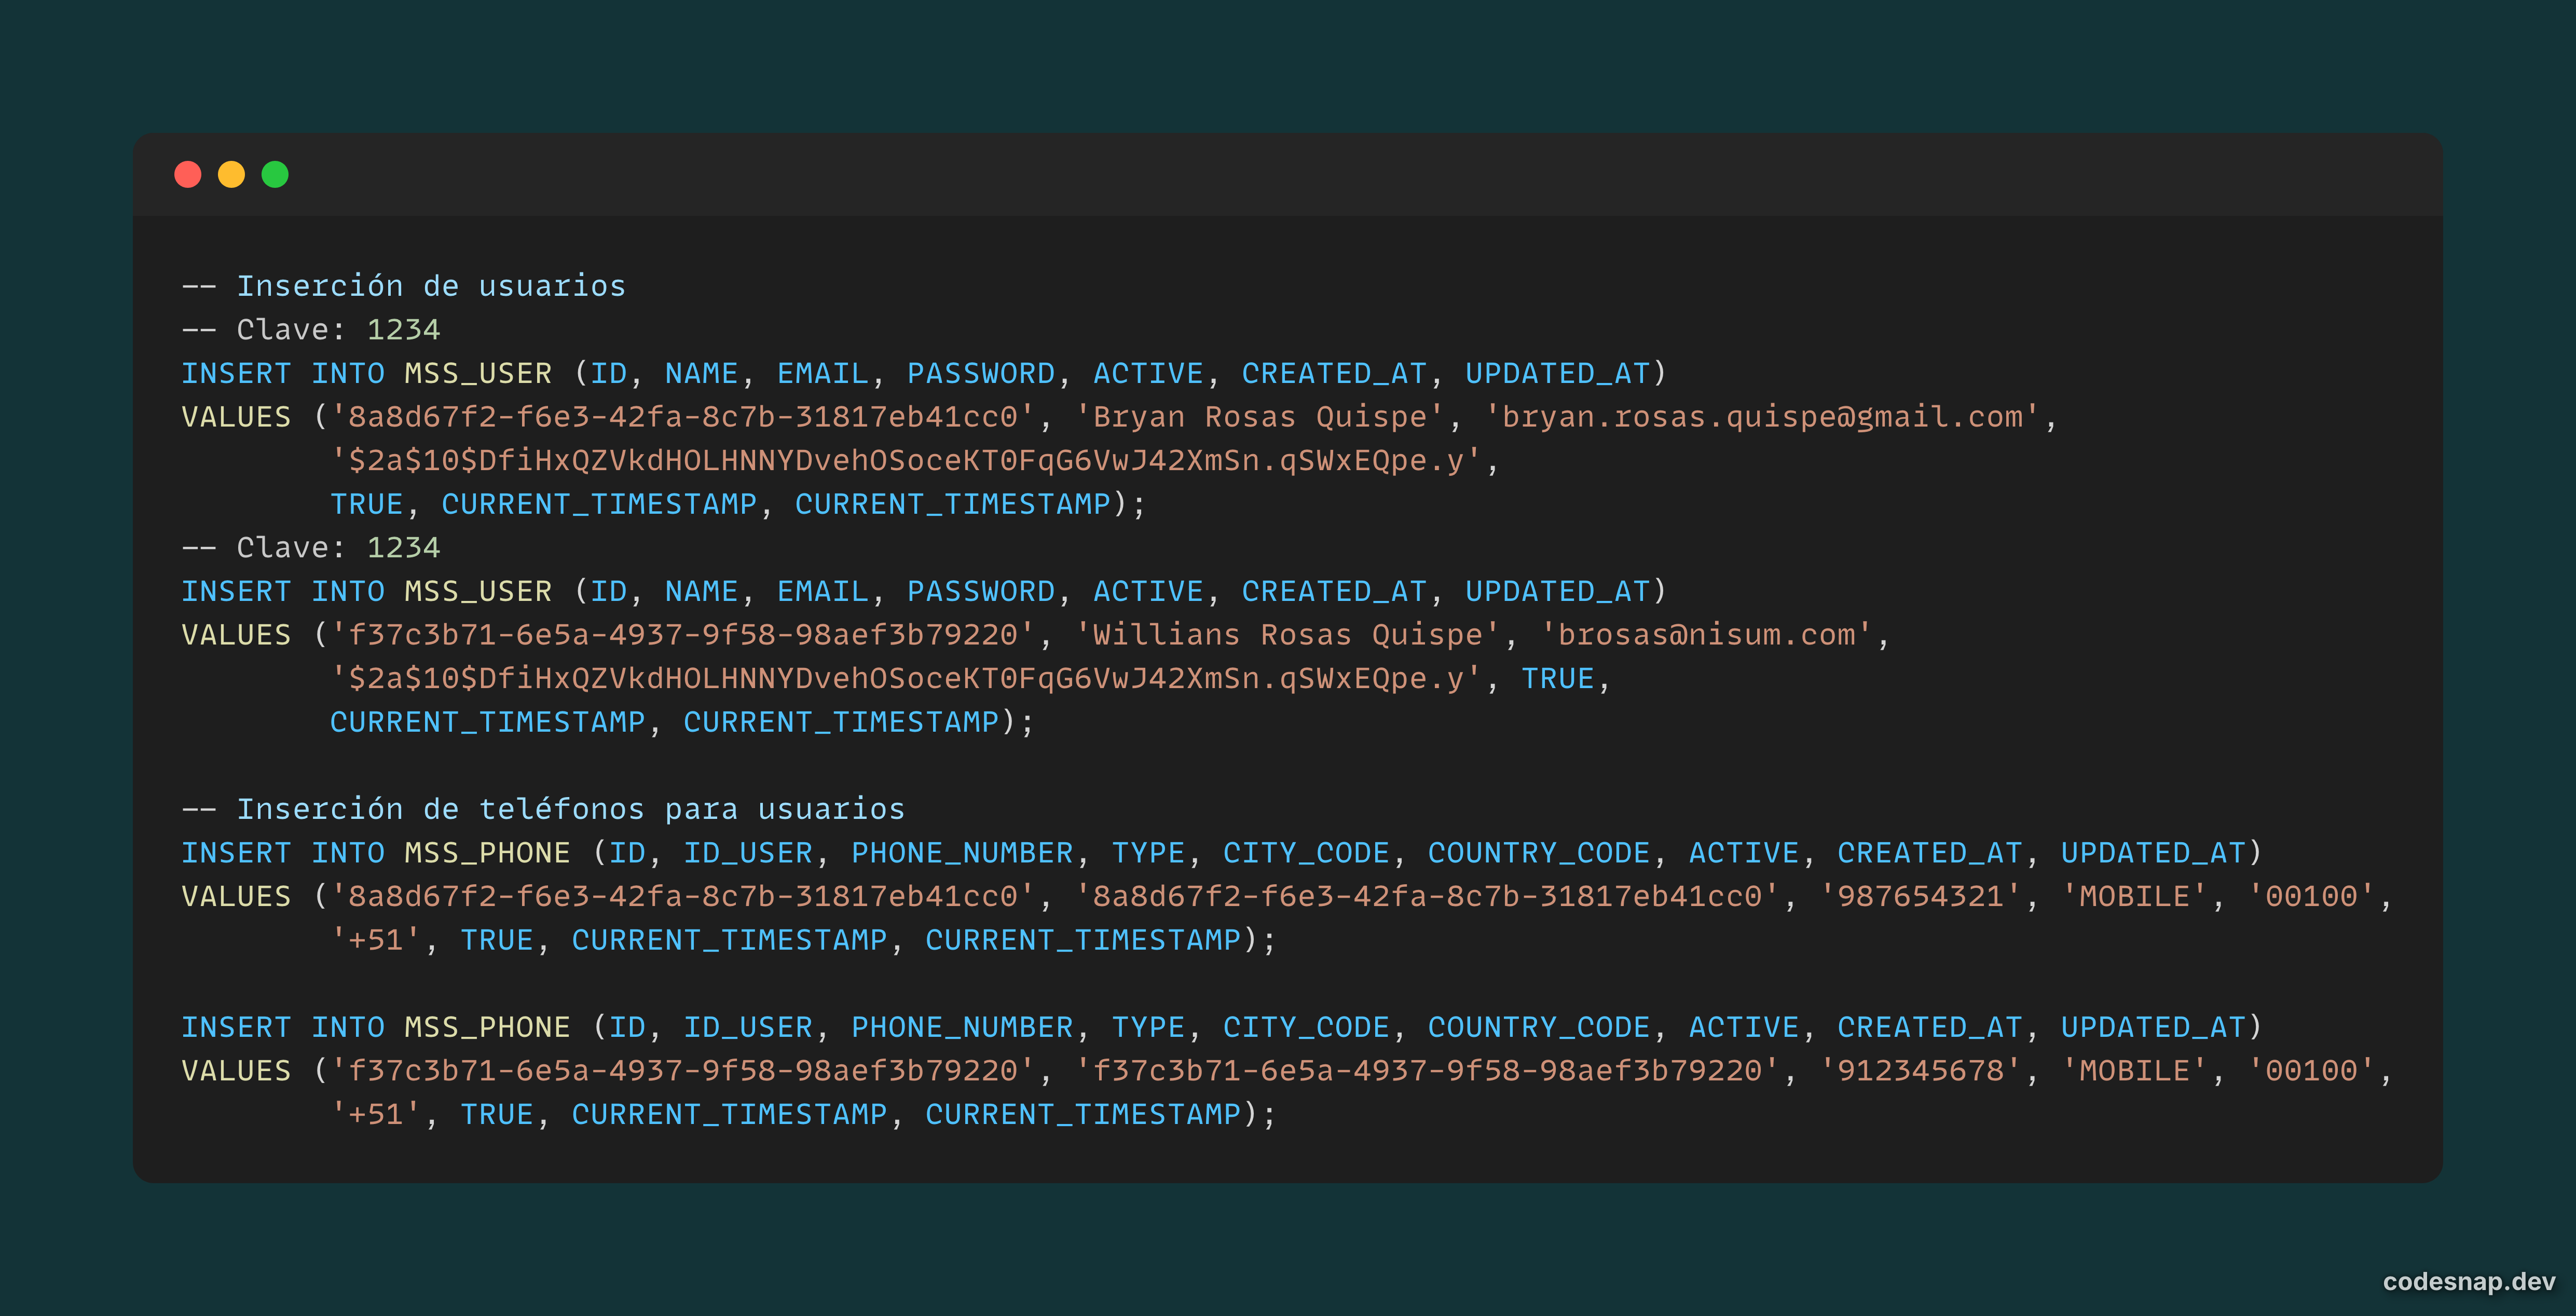 -- Inserción de usuarios
-- Clave: 1234
INSERT INTO MSS_USER (ID, NAME, EMAIL, PASSWORD, ACTIVE, CREATED_AT, UPDATED_AT)
VALUES ('8a8d67f2-f6e3-42fa-8c7b-31817eb41cc0', 'Bryan Rosas Quispe', 'bryan.rosas.quispe@gmail.com',
        '$2a$10$DfiHxQZVkdHOLHNNYDvehOSoceKT0FqG6VwJ42XmSn.qSWxEQpe.y',
        TRUE, CURRENT_TIMESTAMP, CURRENT_TIMESTAMP);
-- Clave: 1234
INSERT INTO MSS_USER (ID, NAME, EMAIL, PASSWORD, ACTIVE, CREATED_AT, UPDATED_AT)
VALUES ('f37c3b71-6e5a-4937-9f58-98aef3b79220', 'Willians Rosas Quispe', 'brosas@nisum.com',
        '$2a$10$DfiHxQZVkdHOLHNNYDvehOSoceKT0FqG6VwJ42XmSn.qSWxEQpe.y', TRUE,
        CURRENT_TIMESTAMP, CURRENT_TIMESTAMP);

-- Inserción de teléfonos para usuarios
INSERT INTO MSS_PHONE (ID, ID_USER, PHONE_NUMBER, TYPE, CITY_CODE, COUNTRY_CODE, ACTIVE, CREATED_AT, UPDATED_AT)
VALUES ('8a8d67f2-f6e3-42fa-8c7b-31817eb41cc0', '8a8d67f2-f6e3-42fa-8c7b-31817eb41cc0', '987654321', 'MOBILE', '00100',
        '+51', TRUE, CURRENT_TIMESTAMP, CURRENT_TIMESTAMP);

INSERT INTO MSS_PHONE (ID, ID_USER, PHONE_NUMBER, TYPE, CITY_CODE, COUNTRY_CODE, ACTIVE, CREATED_AT, UPDATED_AT)
VALUES ('f37c3b71-6e5a-4937-9f58-98aef3b79220', 'f37c3b71-6e5a-4937-9f58-98aef3b79220', '912345678', 'MOBILE', '00100',
        '+51', TRUE, CURRENT_TIMESTAMP, CURRENT_TIMESTAMP);
codesnap.dev